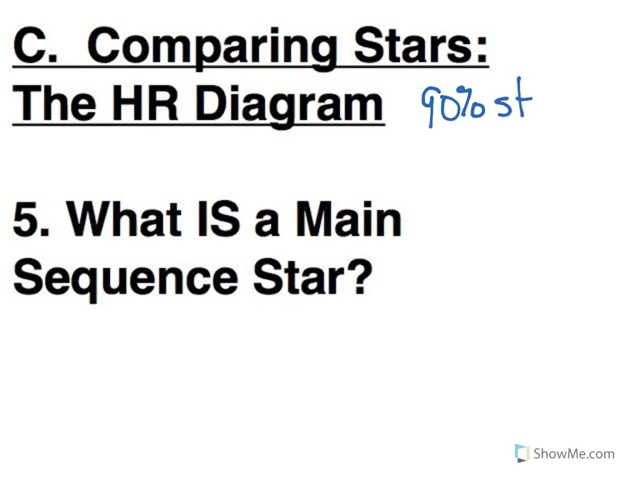 C. Comparing Stars:
The HR Diagram 90% st
5. What IS a Main
Sequence Star?
ShowMe.com